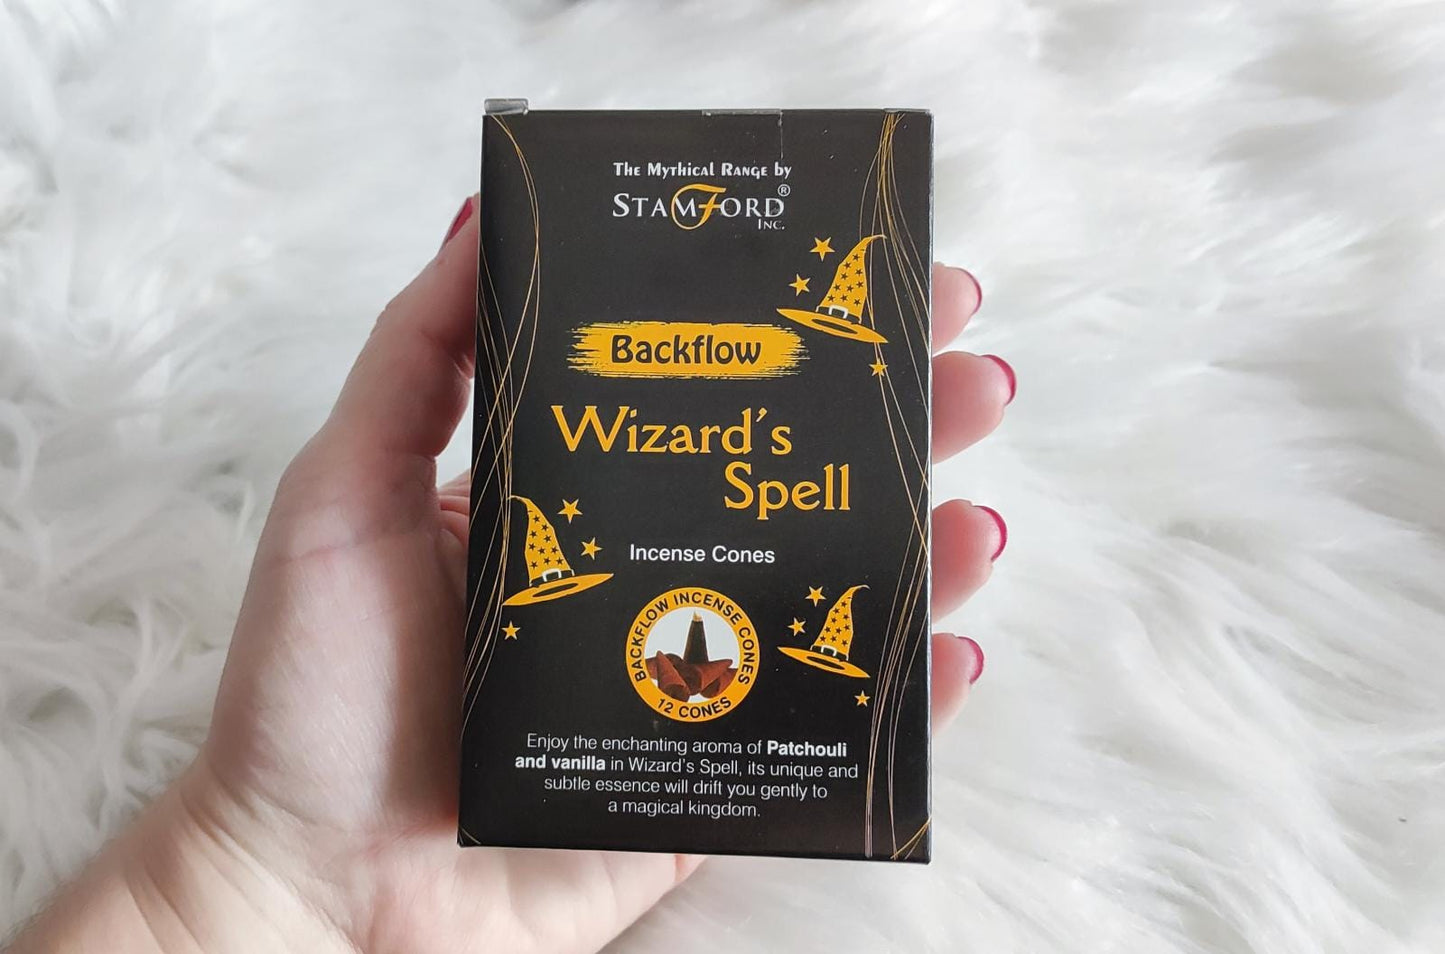 The Mythical Range by
STAMFORD®
INC.
Backflow
Wizard's
Spell
Incense Cones
BACKFLOW INCENSE CONES
12 CONES
Enjoy the enchanting aroma of Patchouli
and vanilla in Wizard's Spell, its unique and
subtle essence will drift you gently to
a magical kingdom.